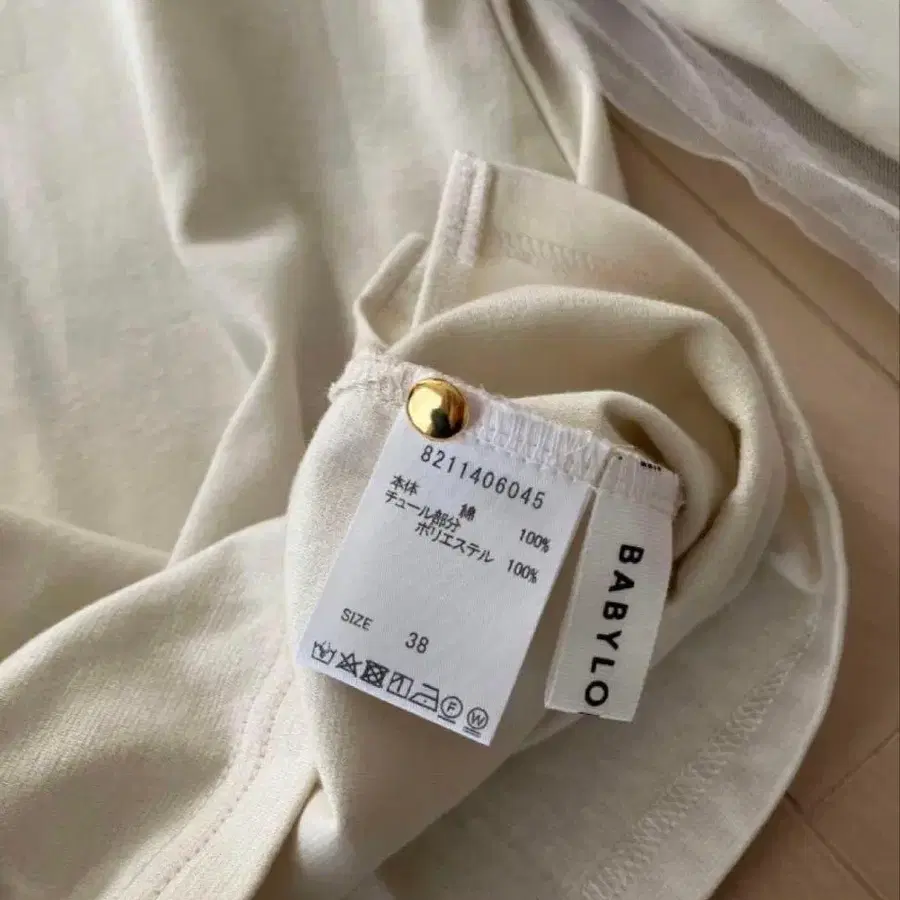 8211406045
本体 綿 100%
チュール部分
ポリエステル 100%
SIZE 38
F W
BABYLO